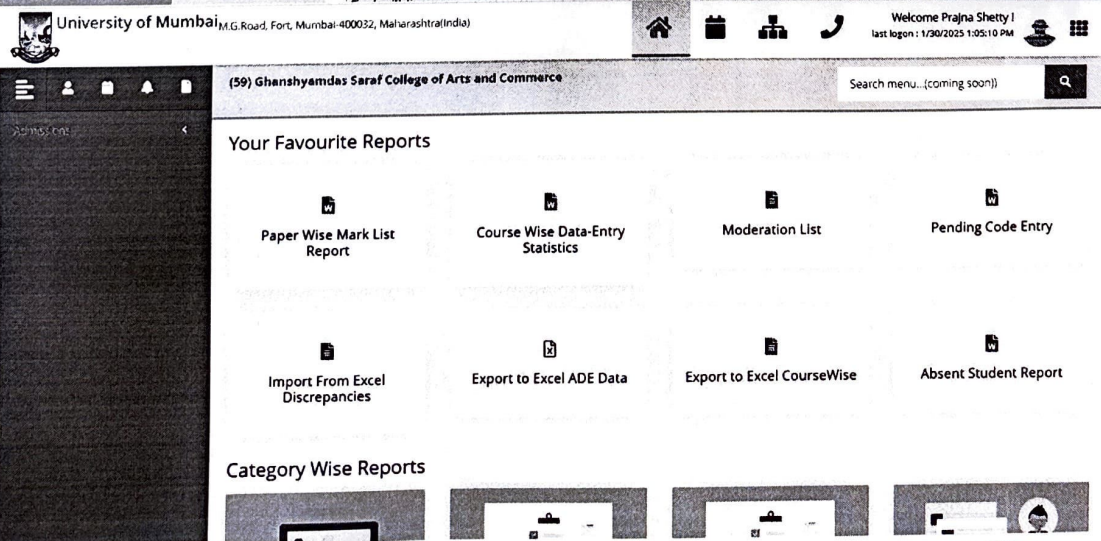 University of Mumbai M.G.Road, Fort, Mumbai-400032, Maharashtra(India)
Welcome Prajna Shetty !
last logon : 1/30/2025 1:05:10 PM
(59) Ghanshyamdas Saraf College of Arts and Commerce
Search menu...(coming soon))
Admissions
Your Favourite Reports
Paper Wise Mark List
Report
Course Wise Data-Entry
Statistics
Moderation List
Pending Code Entry
Import From Excel
Discrepancies
Export to Excel ADE Data
Export to Excel CourseWise
Absent Student Report
Category Wise Reports